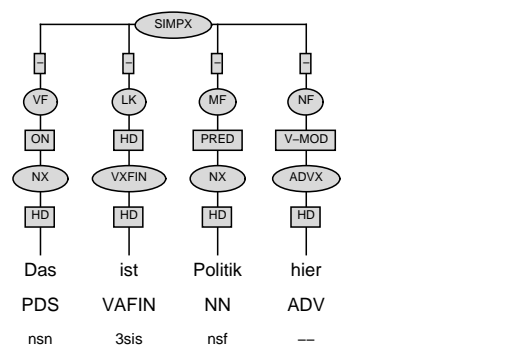 SIMPX
– – – –
VF LK MF NF
ON HD PRED V–MOD
NX VXFIN NX ADVX
HD HD HD HD
Das ist Politik hier
PDS VAFIN NN ADV
nsn 3sis nsf ––